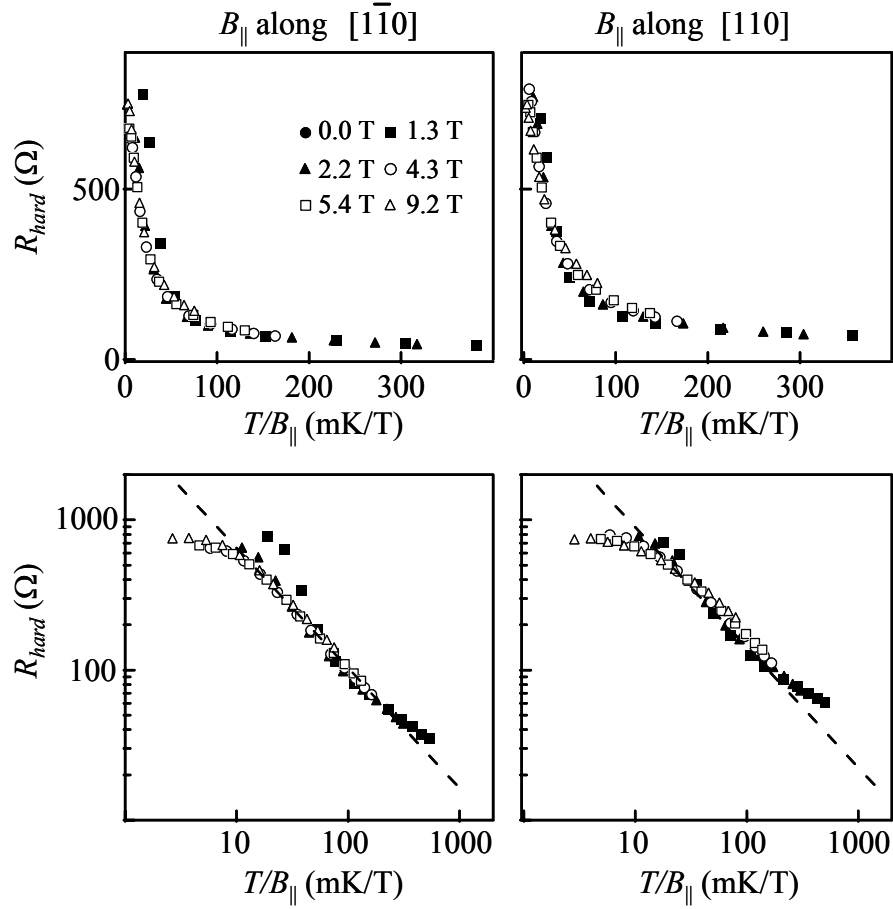 B∥ along [11̅0]
B∥ along [110]
R_hard (Ω)
500
0
0.0 T 1.3 T
2.2 T 4.3 T
5.4 T 9.2 T
0 100 200 300
0 100 200 300
T/B∥ (mK/T)
T/B∥ (mK/T)
R_hard (Ω)
1000
100
10 100 1000
10 100 1000
T/B∥ (mK/T)
T/B∥ (mK/T)